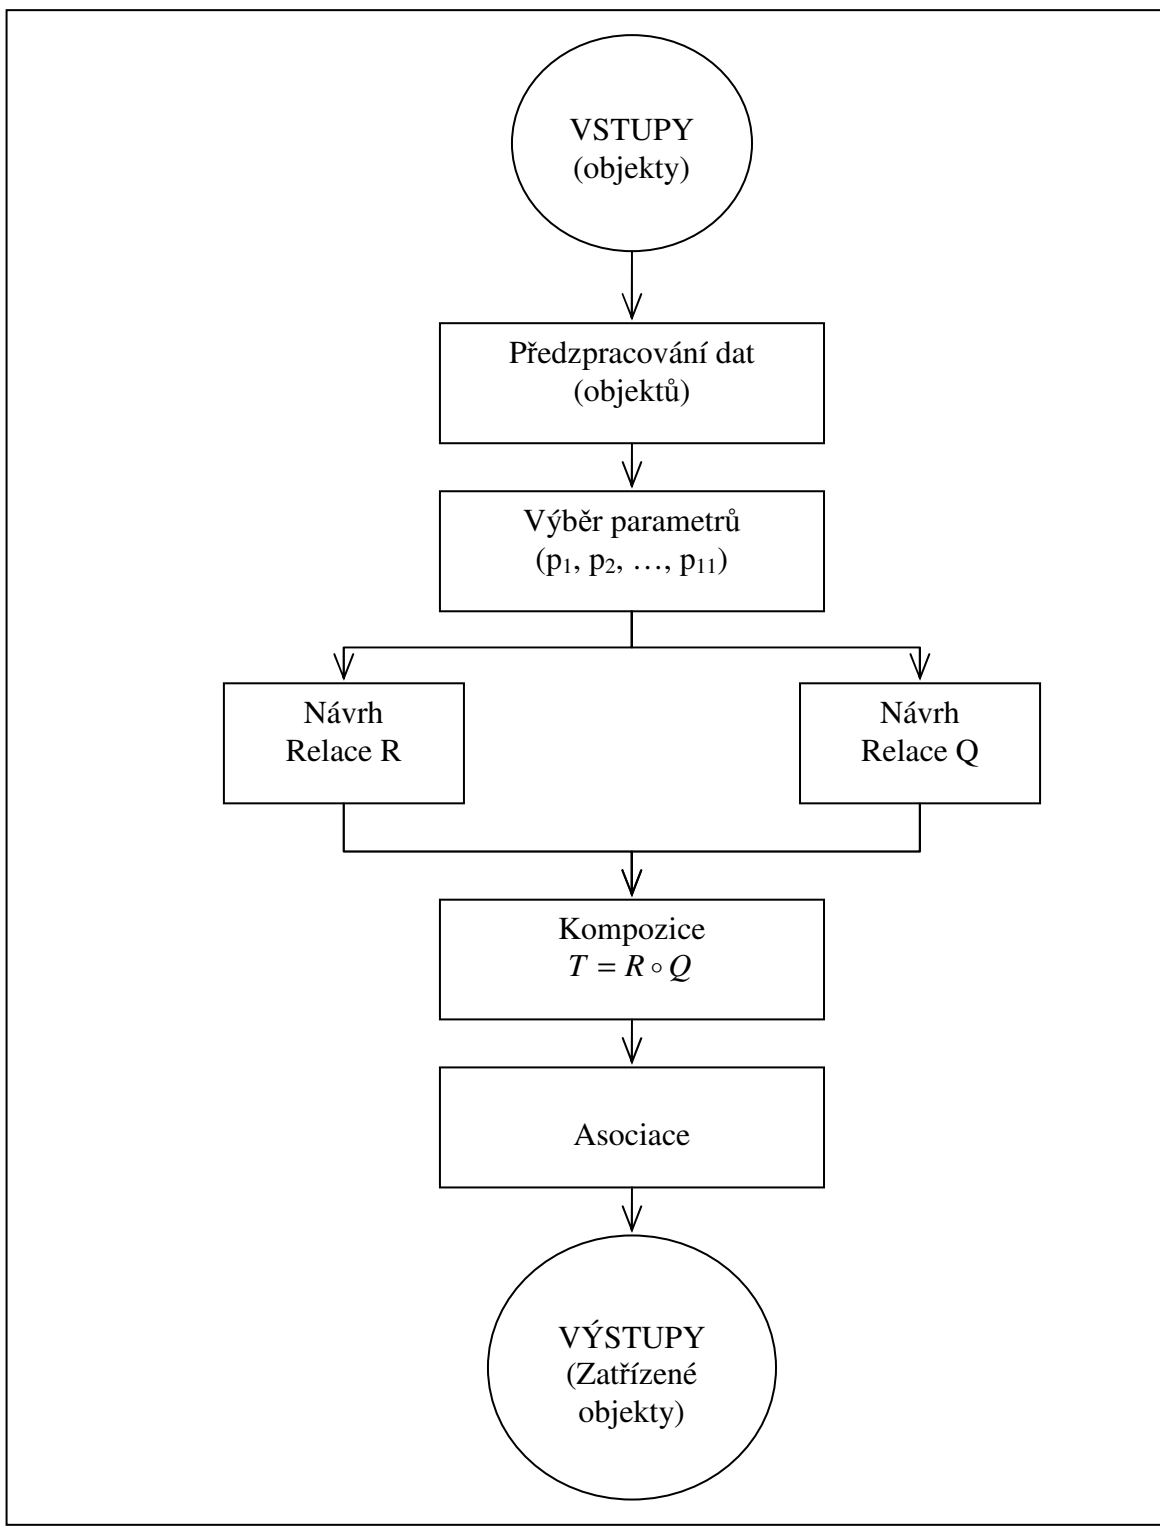 VSTUPY
(objekty)
Předzpracování dat
(objektů)
Výběr parametrů
(p₁, p₂, …, p₁₁)
Návrh
Relace R
Návrh
Relace Q
Kompozice
T = R ∘ Q
Asociace
VÝSTUPY
(Zatřízené
objekty)